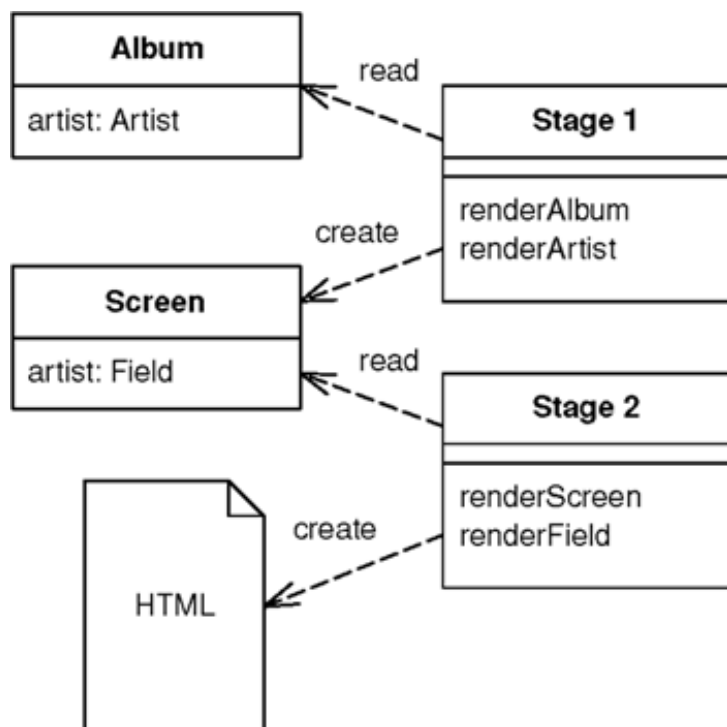 Album
artist: Artist
read
Stage 1
renderAlbum
renderArtist
create
Screen
artist: Field
read
Stage 2
renderScreen
renderField
create
HTML